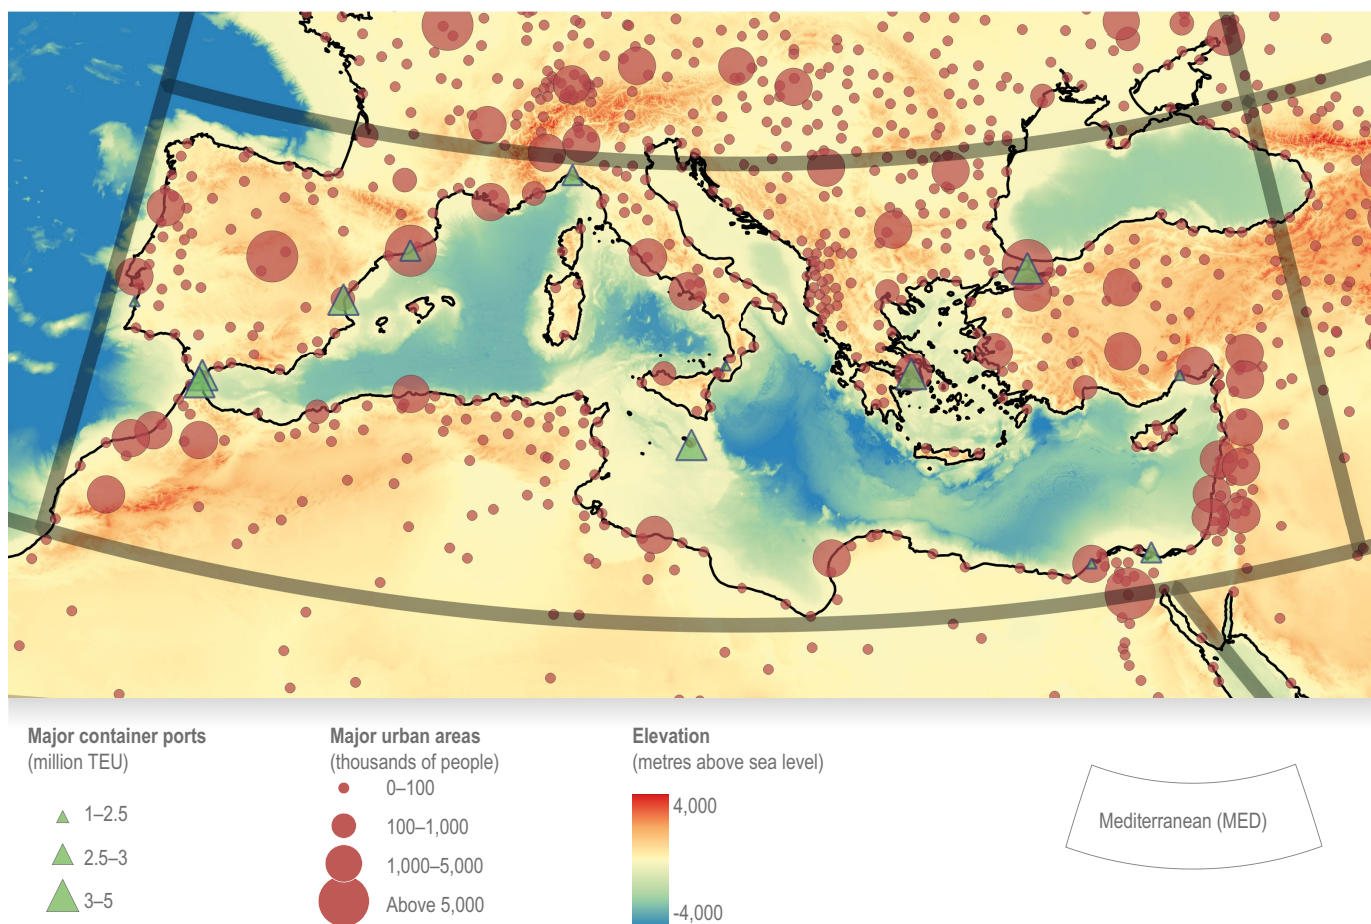 Major container ports
(million TEU)
1–2.5
2.5–3
3–5
Major urban areas
(thousands of people)
0–100
100–1,000
1,000–5,000
Above 5,000
Elevation
(metres above sea level)
4,000
-4,000
Mediterranean (MED)